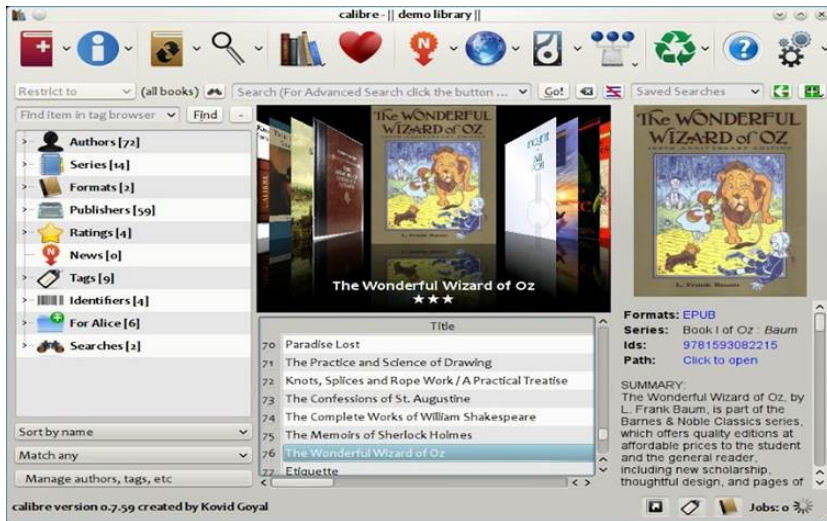 calibre - || demo library ||
Restrict to
(all books)
Search (For Advanced Search click the button ...
Go!
Saved Searches
Find item in tag browser
Find
-
Authors [72]
Series [14]
Formats [2]
Publishers [59]
Ratings [4]
News [0]
Tags [9]
Identifiers [4]
For Alice [6]
Searches [2]
Sort by name
Match any
Manage authors, tags, etc
The WONDERFUL
WIZARD of OZ
L. Frank Baum
The Wonderful Wizard of Oz
★★★
Title
70 Paradise Lost
71 The Practice and Science of Drawing
72 Knots, Splices and Rope Work / A Practical Treatise
73 The Confessions of St. Augustine
74 The Complete Works of William Shakespeare
75 The Memoirs of Sherlock Holmes
76 The Wonderful Wizard of Oz
77 Etiquette
The WONDERFUL
WIZARD of OZ
100TH ANNIVERSARY EDITION
L. Frank Baum
Formats: EPUB
Series: Book I of Oz : Baum
Ids: 9781593082215
Path: Click to open
SUMMARY:
The Wonderful Wizard of Oz, by
L. Frank Baum, is part of the
Barnes & Noble Classics series,
which offers quality editions at
affordable prices to the student
and the general reader,
including new scholarship,
thoughtful design, and pages of
calibre version 0.7.59 created by Kovid Goyal
Jobs: 0